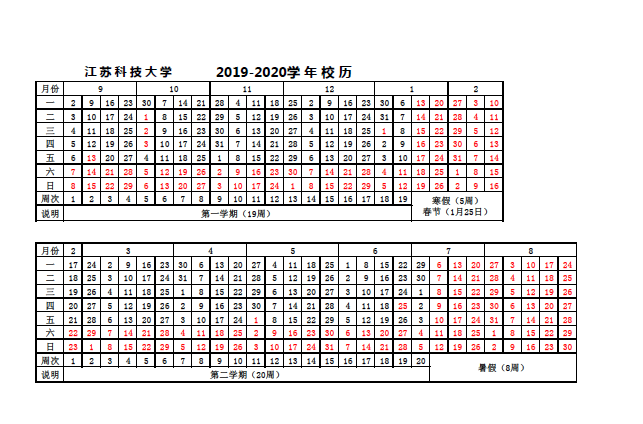 江苏科技大学 2019-2020学年校历
月份 9 10 11 12 1 2
一 2 9 16 23 30 7 14 21 28 4 11 18 25 2 9 16 23 30 6 13 20 27 3 10
二 3 10 17 24 1 8 15 22 29 5 12 19 26 3 10 17 24 31 7 14 21 28 4 11
三 4 11 18 25 2 9 16 23 30 6 13 20 27 4 11 18 25 1 8 15 22 29 5 12
四 5 12 19 26 3 10 17 24 31 7 14 21 28 5 12 19 26 2 9 16 23 30 6 13
五 6 13 20 27 4 11 18 25 1 8 15 22 29 6 13 20 27 3 10 17 24 31 7 14
六 7 14 21 28 5 12 19 26 2 9 16 23 30 7 14 21 28 4 11 18 25 1 8 15
日 8 15 22 29 6 13 20 27 3 10 17 24 1 8 15 22 29 5 12 19 26 2 9 16
周次 1 2 3 4 5 6 7 8 9 10 11 12 13 14 15 16 17 18 19 寒假（5周）
说明 第一学期（19周） 春节（1月25日）
月份 2 3 4 5 6 7 8
一 17 24 2 9 16 23 30 6 13 20 27 4 11 18 25 1 8 15 22 29 6 13 20 27 3 10 17 24
二 18 25 3 10 17 24 31 7 14 21 28 5 12 19 26 2 9 16 23 30 7 14 21 28 4 11 18 25
三 19 26 4 11 18 25 1 8 15 22 29 6 13 20 27 3 10 17 24 1 8 15 22 29 5 12 19 26
四 20 27 5 12 19 26 2 9 16 23 30 7 14 21 28 4 11 18 25 2 9 16 23 30 6 13 20 27
五 21 28 6 13 20 27 3 10 17 24 1 8 15 22 29 5 12 19 26 3 10 17 24 31 7 14 21 28
六 22 29 7 14 21 28 4 11 18 25 2 9 16 23 30 6 13 20 27 4 11 18 25 1 8 15 22 29
日 23 1 8 15 22 29 5 12 19 26 3 10 17 24 31 7 14 21 28 5 12 19 26 2 9 16 23 30
周次 1 2 3 4 5 6 7 8 9 10 11 12 13 14 15 16 17 18 19 20 暑假（8周）
说明 第二学期（20周）